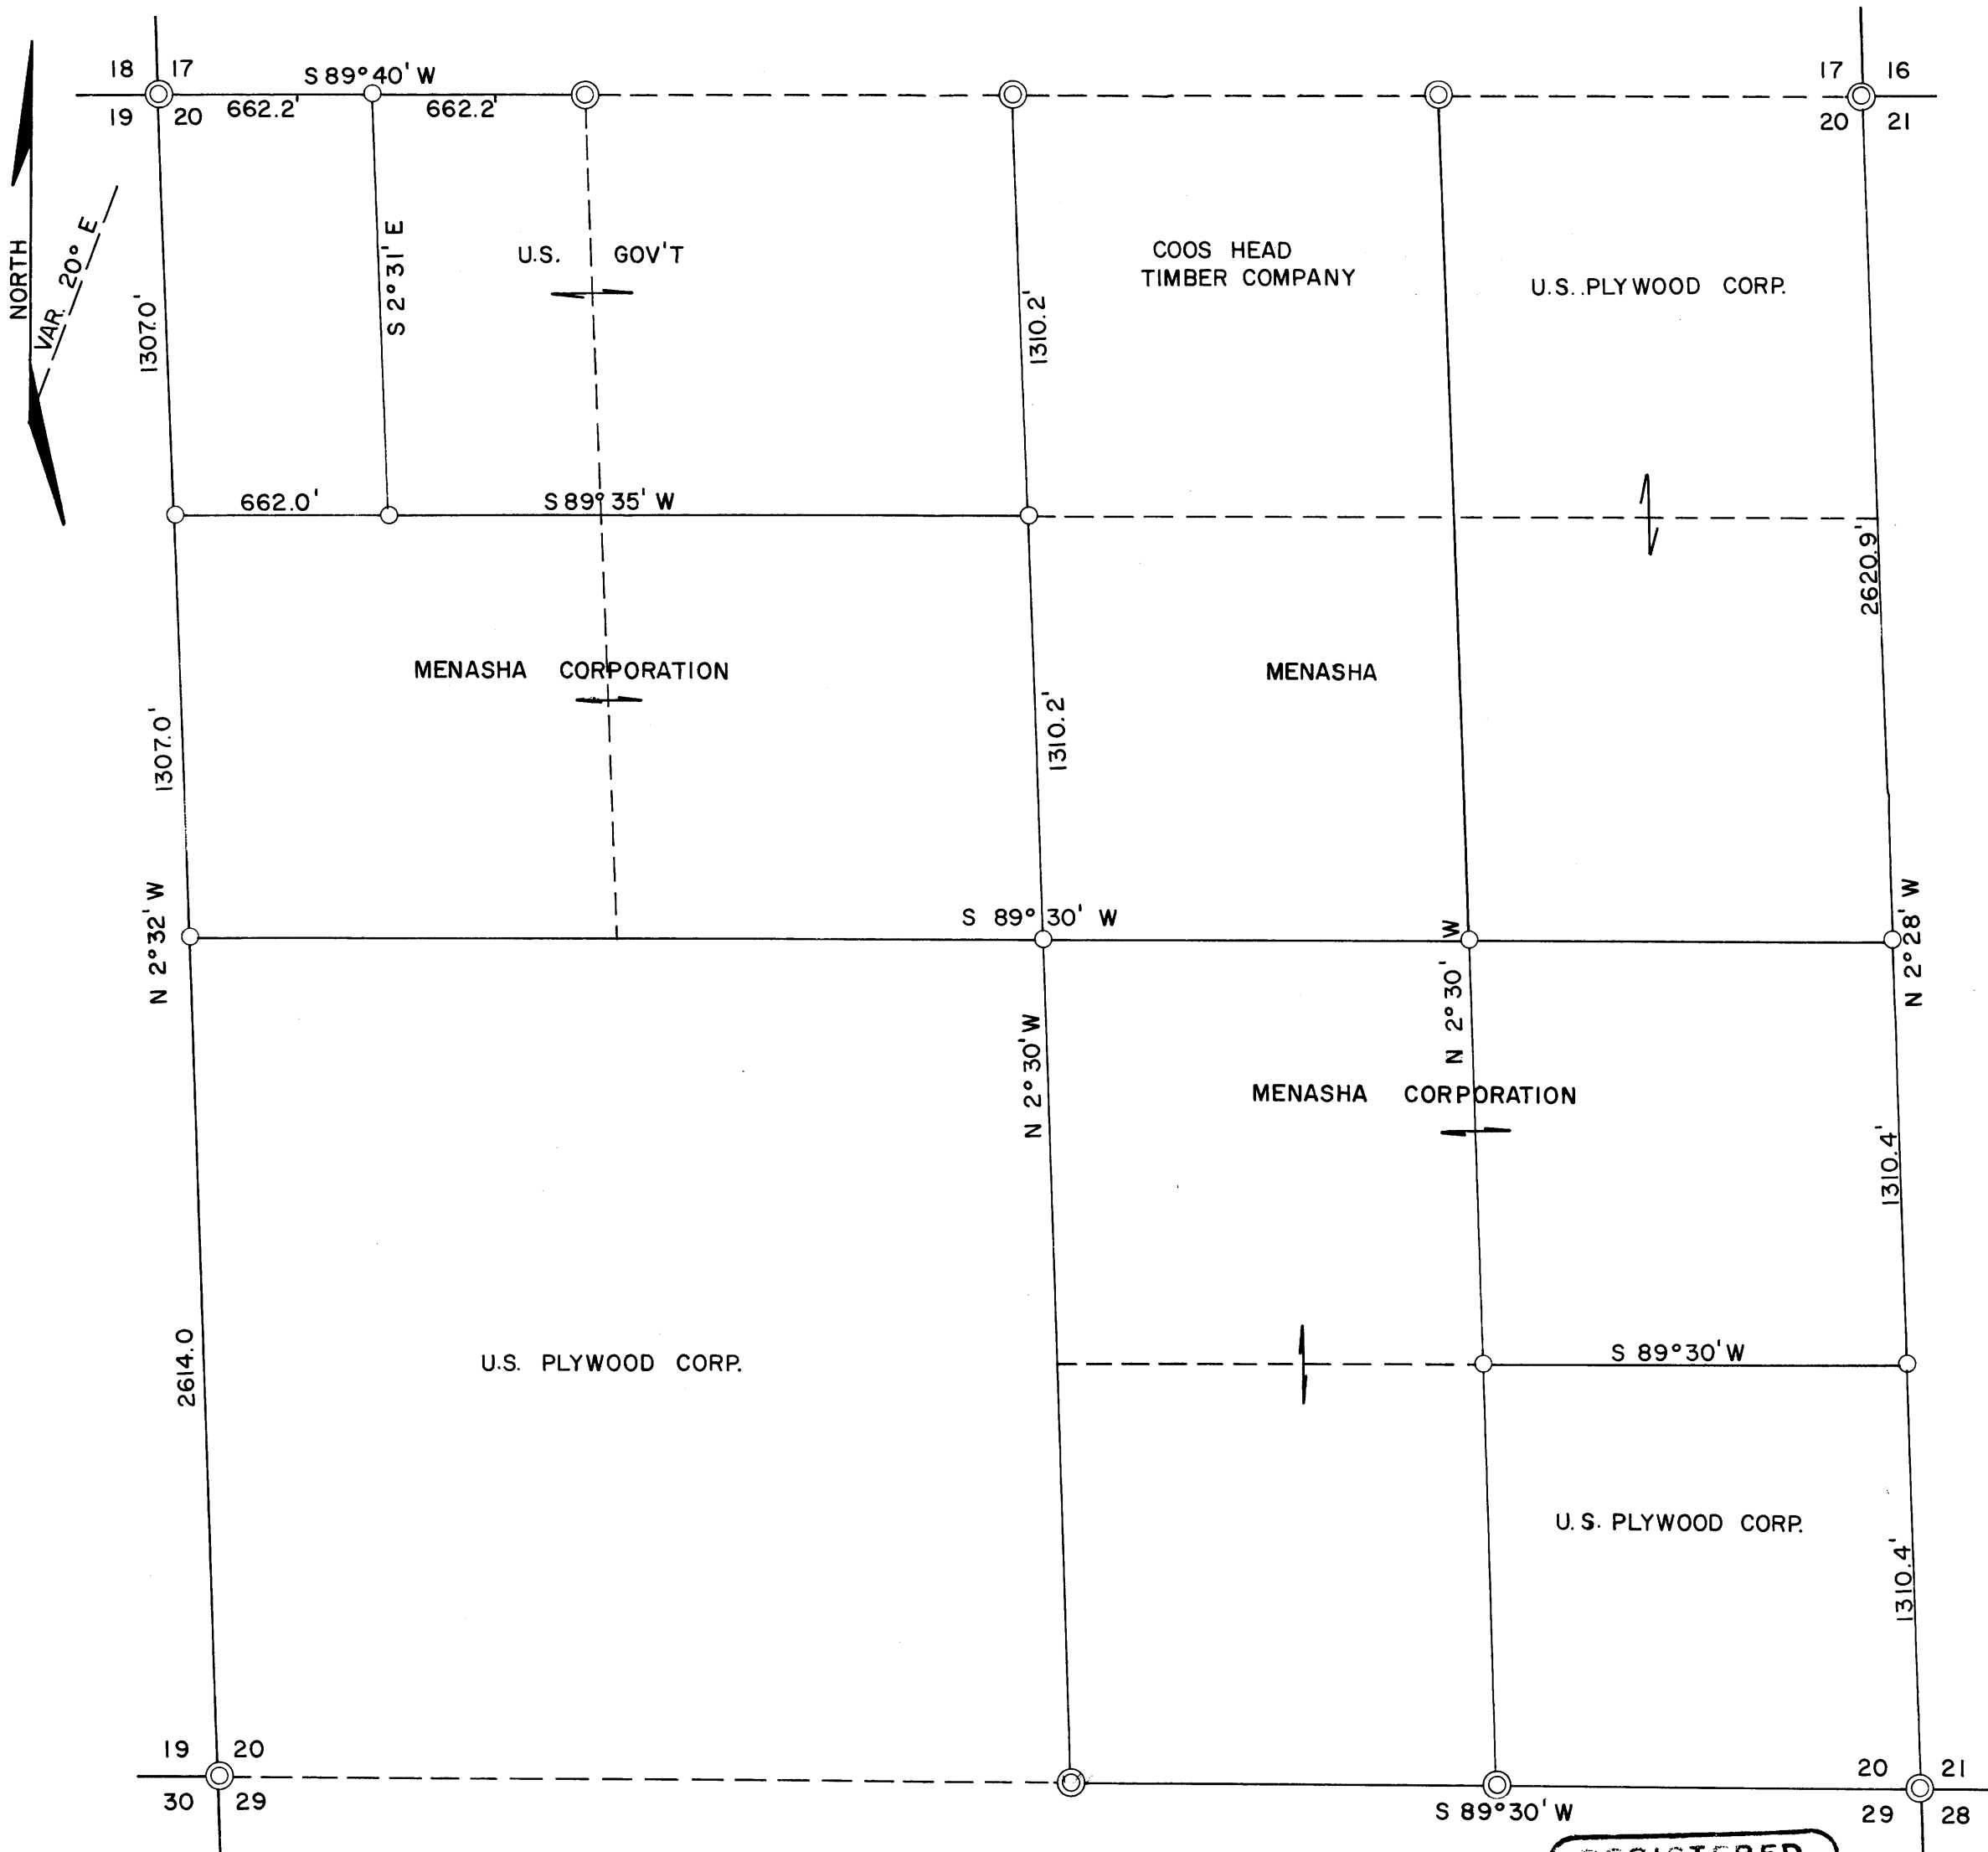 18 17
S 89° 40' W
17 16
19 20
662.2'
662.2'
20 21
NORTH
VAR. 20° E
1307.0'
S 2° 31' E
U.S. GOV'T
1310.2'
COOS HEAD
TIMBER COMPANY
U.S. PLYWOOD CORP.
662.0'
S 89° 35' W
2620.9'
MENASHA CORPORATION
MENASHA
1307.0'
1310.2'
N 2° 32' W
S 89° 30' W
N 2° 30' W
N 2° 28' W
N 2° 30' W
MENASHA CORPORATION
1310.4'
2614.0
U.S. PLYWOOD CORP.
S 89° 30' W
U.S. PLYWOOD CORP.
1310.4'
19 20
20 21
30 29
S 89° 30' W
29 28
REGISTERED